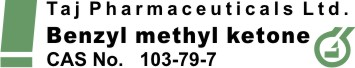 Taj Pharmaceuticals Ltd.
Benzyl methyl ketone
CAS No. 103-79-7